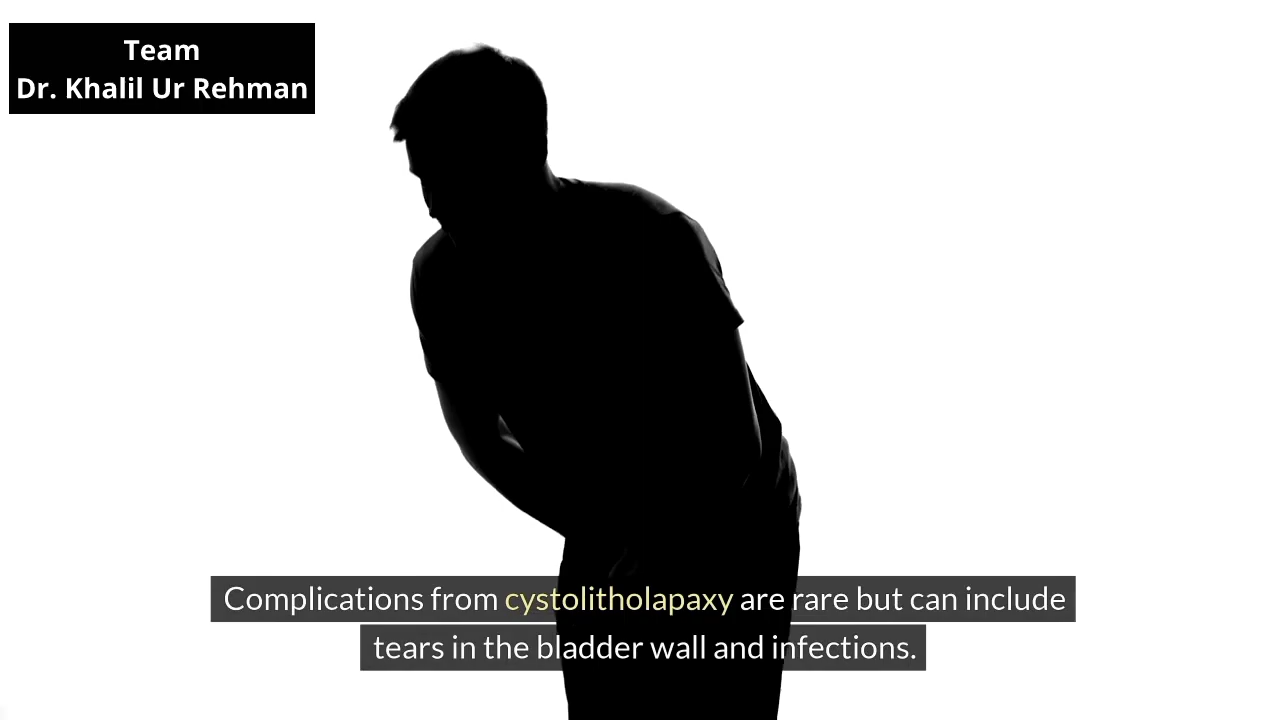 Team
Dr. Khalil Ur Rehman
Complications from cystolitholapaxy are rare but can include
tears in the bladder wall and infections.